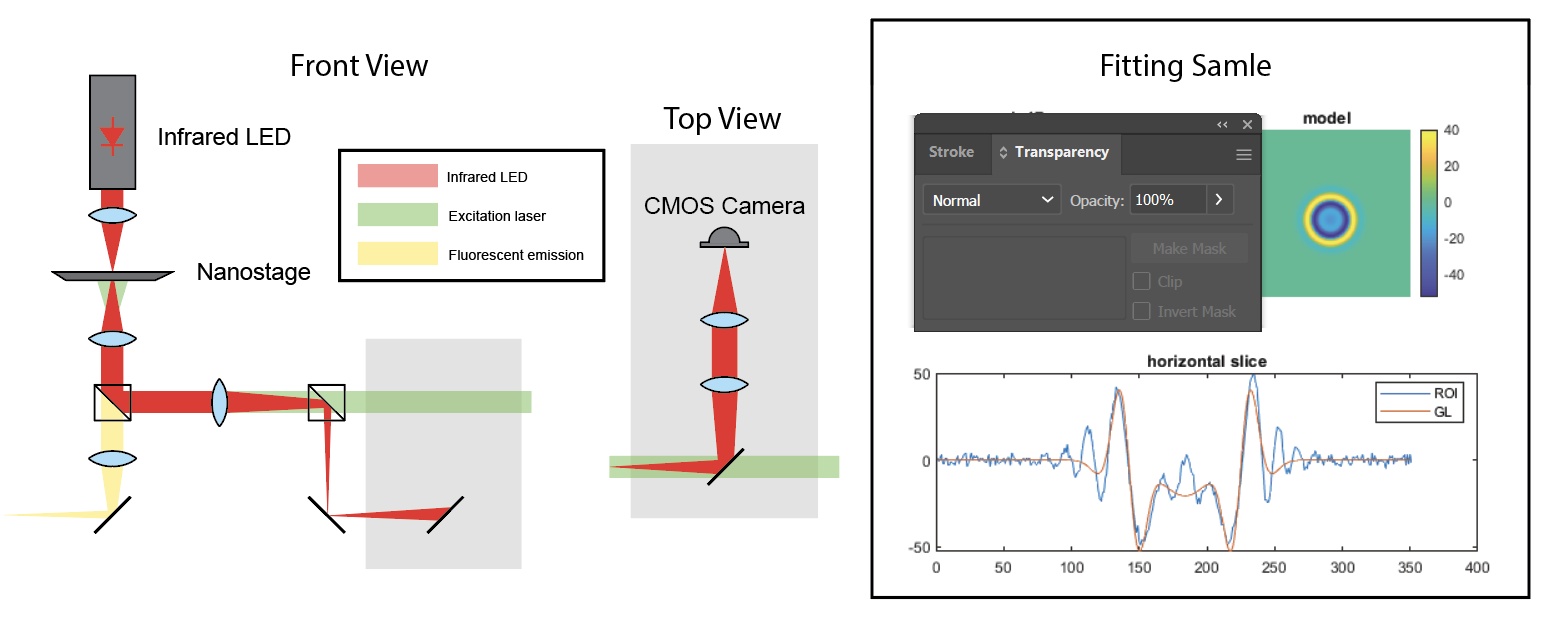 Front View
Infrared LED
Nanostage
Infrared LED
Excitation laser
Fluorescent emission
Top View
CMOS Camera
Fitting Samle
Stroke
Transparency
Normal
Opacity:
100%
Make Mask
Clip
Invert Mask
model
40
20
0
-20
-40
horizontal slice
50
0
-50
ROI
GL
0
50
100
150
200
250
300
350
400